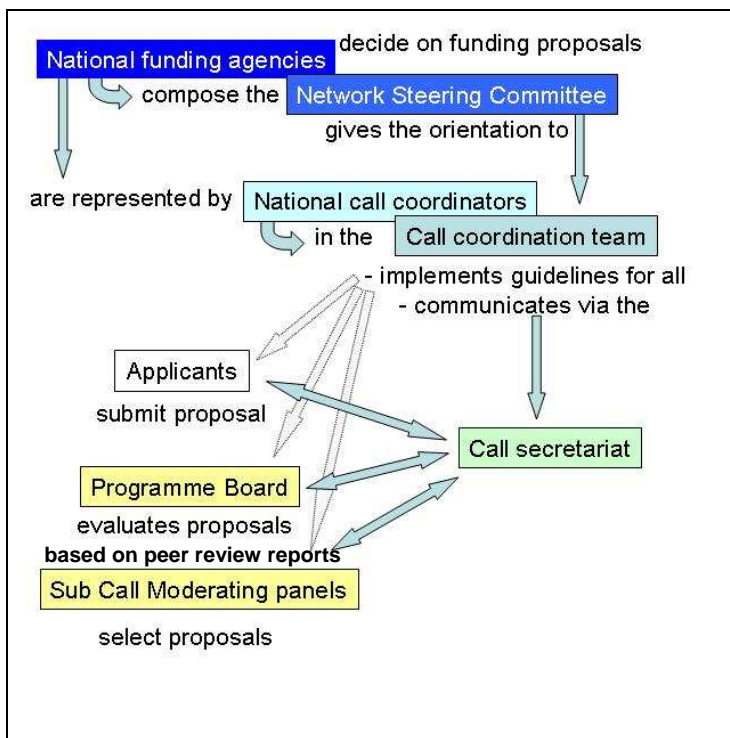 decide on funding proposals
National funding agencies
compose the Network Steering Committee
gives the orientation to
are represented by National call coordinators
in the Call coordination team
- implements guidelines for all
- communicates via the
Applicants
submit proposal
Call secretariat
Programme Board
evaluates proposals
based on peer review reports
Sub Call Moderating panels
select proposals